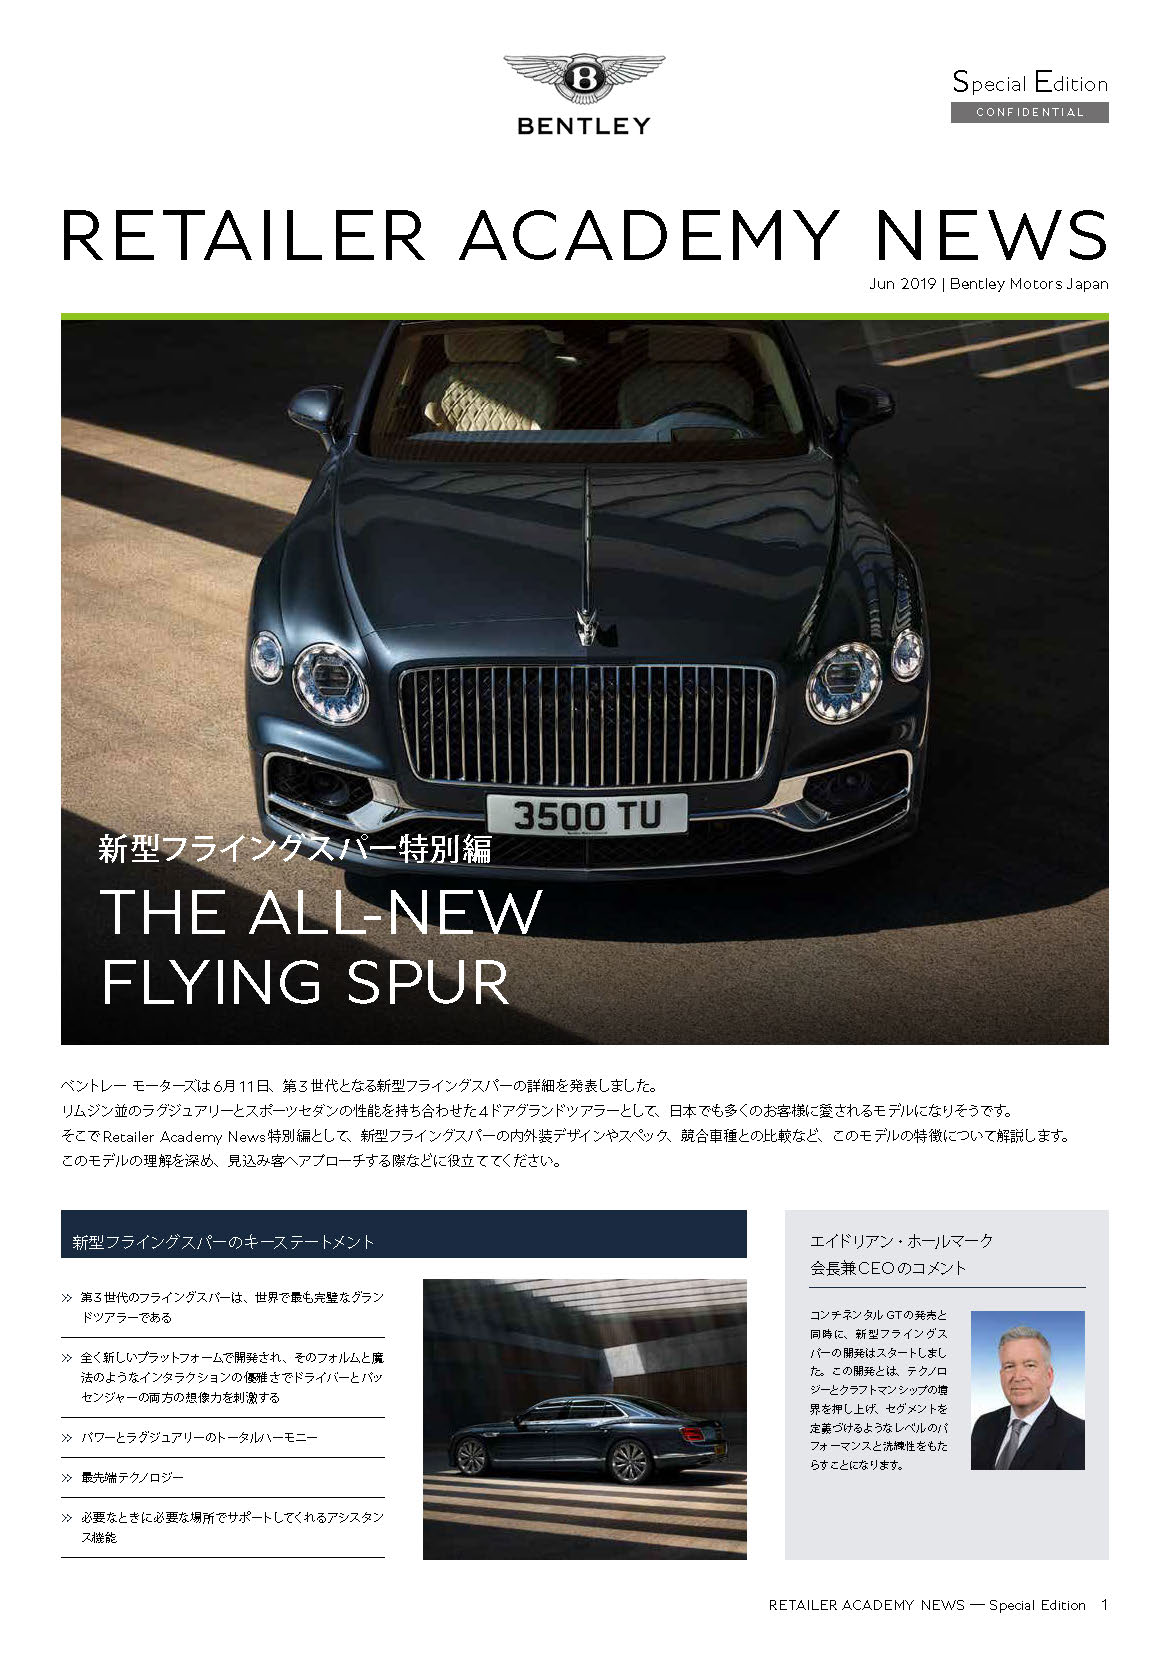 BENTLEY
Special Edition
CONFIDENTIAL
RETAILER ACADEMY NEWS
Jun 2019 | Bentley Motors Japan
3500 TU
新型フライングスパー特別編
THE ALL-NEW
FLYING SPUR
ベントレー モーターズは6月11日、第3世代となる新型フライングスパーの詳細を発表しました。
リムジン並のラグジュアリーとスポーツセダンの性能を持ち合わせた4ドアグランドツアラーとして、日本でも多くのお客様に愛されるモデルになりそうです。
そこでRetailer Academy News特別編として、新型フライングスパーの内外装デザインやスペック、競合車種との比較など、このモデルの特徴について解説します。
このモデルの理解を深め、見込み客へアプローチする際などに役立ててください。
新型フライングスパーのキーステートメント
» 第3世代のフライングスパーは、世界で最も完璧なグラン
ドツアラーである
» 全く新しいプラットフォームで開発され、そのフォルムと魔
法のようなインタラクションの優雅さでドライバーとパッ
センジャーの両方の想像力を刺激する
» パワーとラグジュアリーのトータルハーモニー
» 最先端テクノロジー
» 必要なときに必要な場所でサポートしてくれるアシスタン
ス機能
エイドリアン・ホールマーク
会長兼CEOのコメント
コンチネンタルGTの発売と
同時に、新型フライングス
パーの開発はスタートしまし
た。この開発とは、テクノロ
ジーとクラフトマンシップの境
界を押し上げ、セグメントを
定義づけるようなレベルのパ
フォーマンスと洗練性をもた
らすことになります。
RETAILER ACADEMY NEWS — Special Edition 1